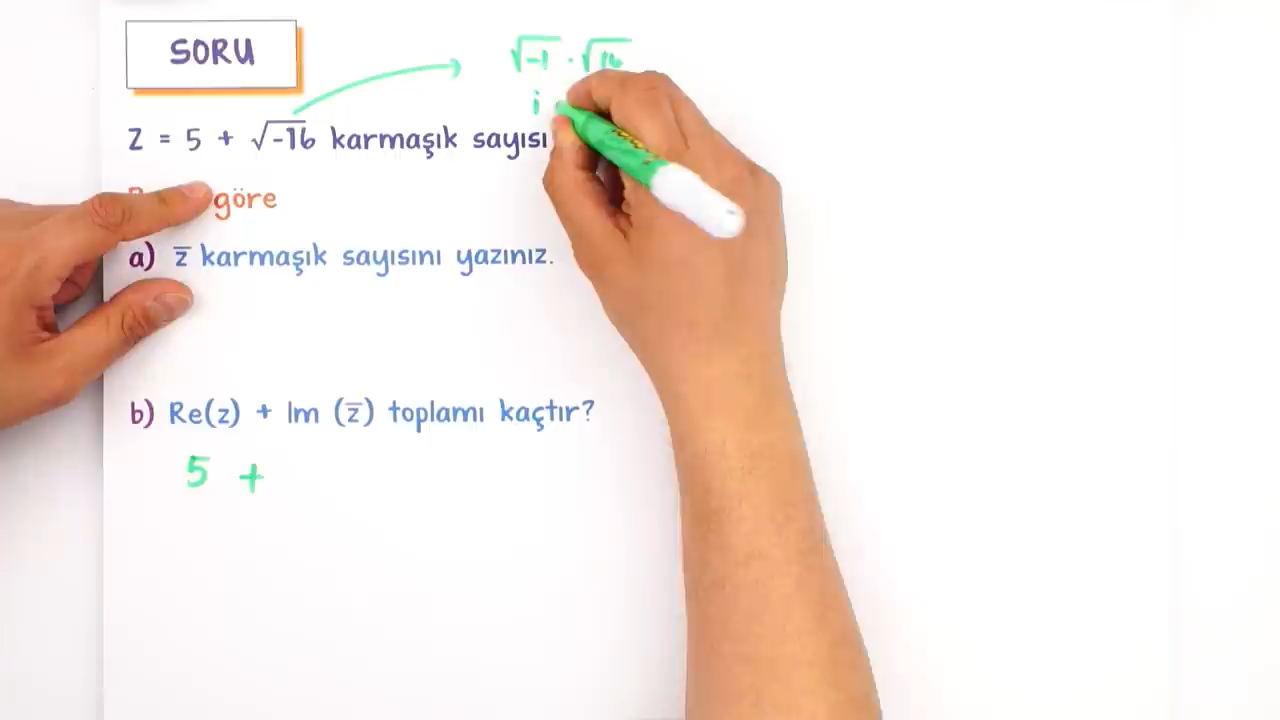 SORU
√-1 · √16
i
Z = 5 + √-16 karmaşık sayısı
göre
a) z̅ karmaşık sayısını yazınız.
b) Re(z) + Im (z̅) toplamı kaçtır?
5 +